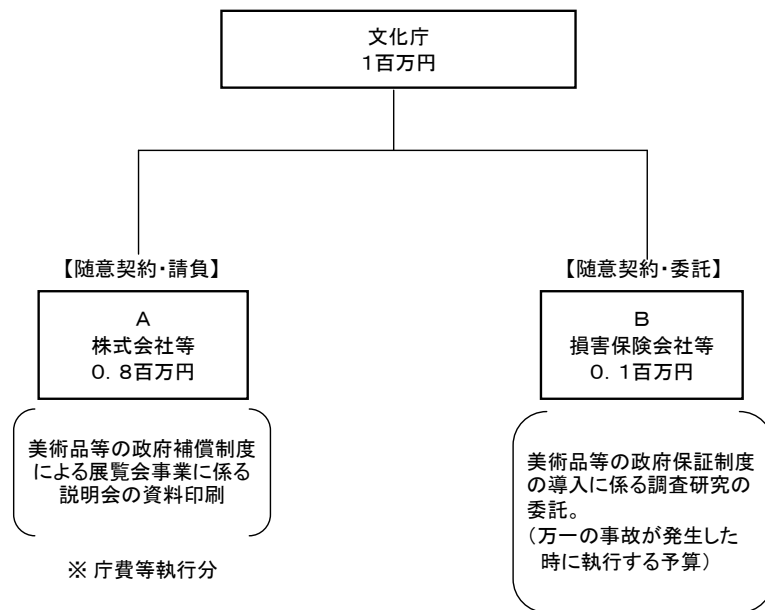 文化庁
1百万円
【随意契約・請負】
A
株式会社等
0.8百万円
美術品等の政府補償制度
による展覧会事業に係る
説明会の資料印刷
※ 庁費等執行分
【随意契約・委託】
B
損害保険会社等
0.1百万円
美術品等の政府保証制度
の導入に係る調査研究の
委託。
(万一の事故が発生した
時に執行する予算)